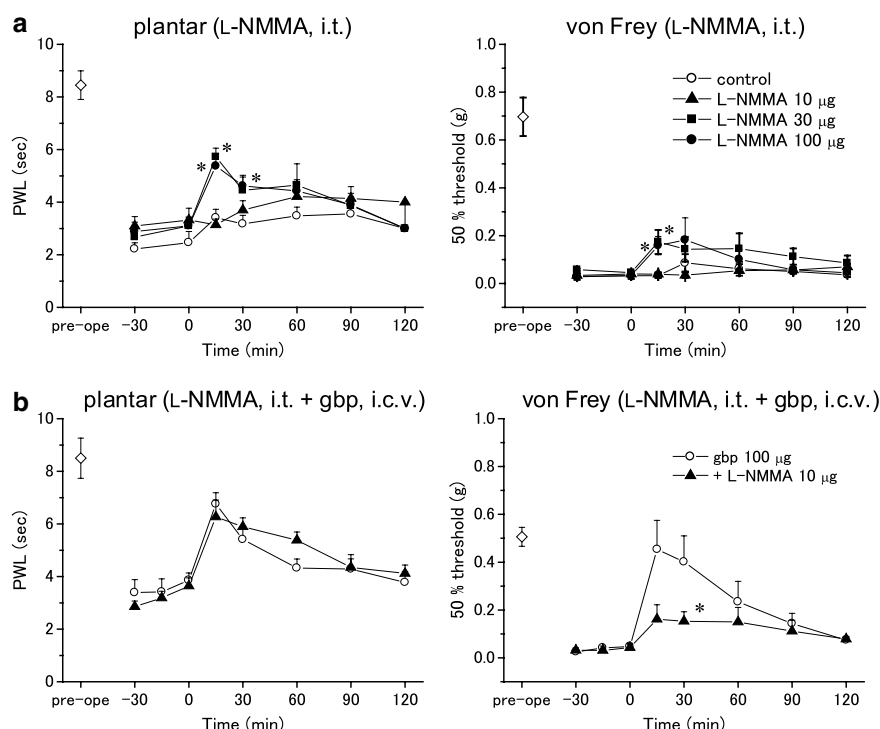 a
plantar (L-NMMA, i.t.)
10
8
6
4
2
0
PWL (sec)
* * *
pre-ope -30 0 30 60 90 120
Time (min)
von Frey (L-NMMA, i.t.)
1.0
0.8
0.6
0.4
0.2
0.0
50 % threshold (g)
control
L-NMMA 10 μg
L-NMMA 30 μg
L-NMMA 100 μg
* *
pre-ope -30 0 30 60 90 120
Time (min)
b
plantar (L-NMMA, i.t. + gbp, i.c.v.)
10
8
6
4
2
0
PWL (sec)
pre-ope -30 0 30 60 90 120
Time (min)
von Frey (L-NMMA, i.t. + gbp, i.c.v.)
1.0
0.8
0.6
0.4
0.2
0.0
50 % threshold (g)
gbp 100 μg
+ L-NMMA 10 μg
*
pre-ope -30 0 30 60 90 120
Time (min)